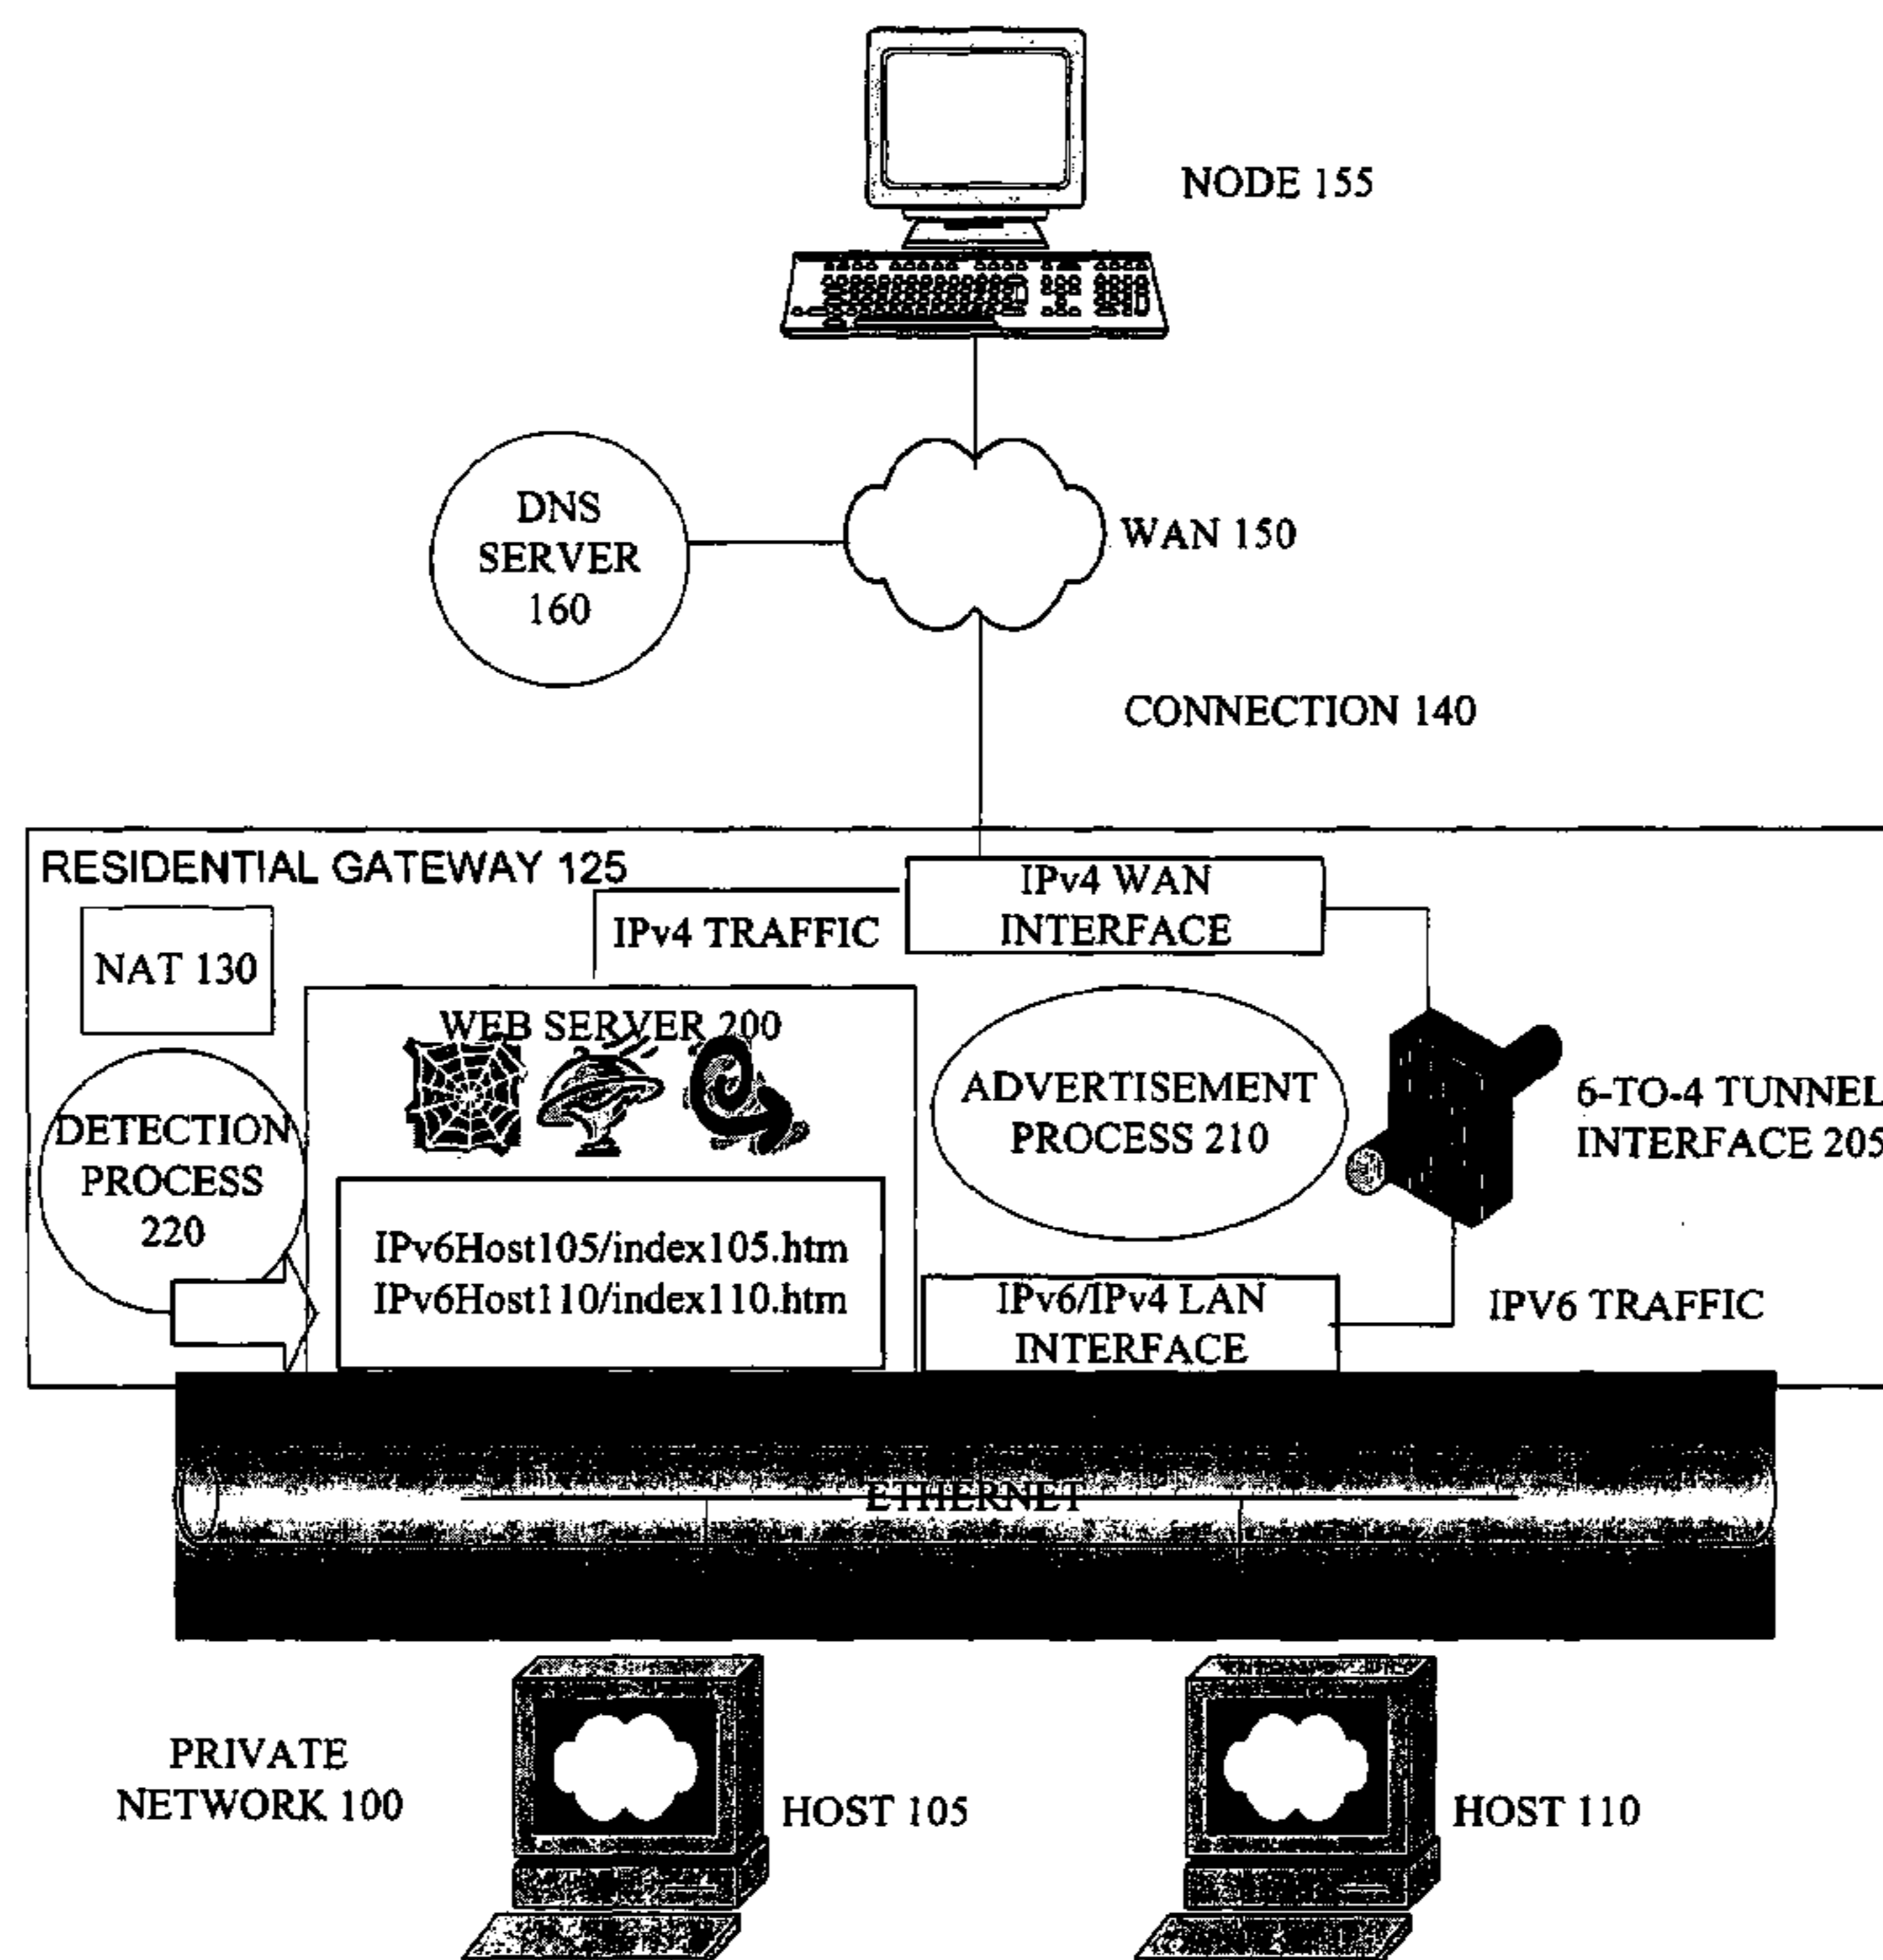 NODE 155
DNS
SERVER
160
WAN 150
CONNECTION 140
RESIDENTIAL GATEWAY 125
IPv4 WAN
INTERFACE
IPv4 TRAFFIC
NAT 130
WEB SERVER 200
DETECTION
PROCESS
220
ADVERTISEMENT
PROCESS 210
6-TO-4 TUNNEL
INTERFACE 205
IPv6Host105/index105.htm
IPv6Host110/index110.htm
IPv6/IPv4 LAN
INTERFACE
IPV6 TRAFFIC
ETHERNET
PRIVATE
NETWORK 100
HOST 105
HOST 110